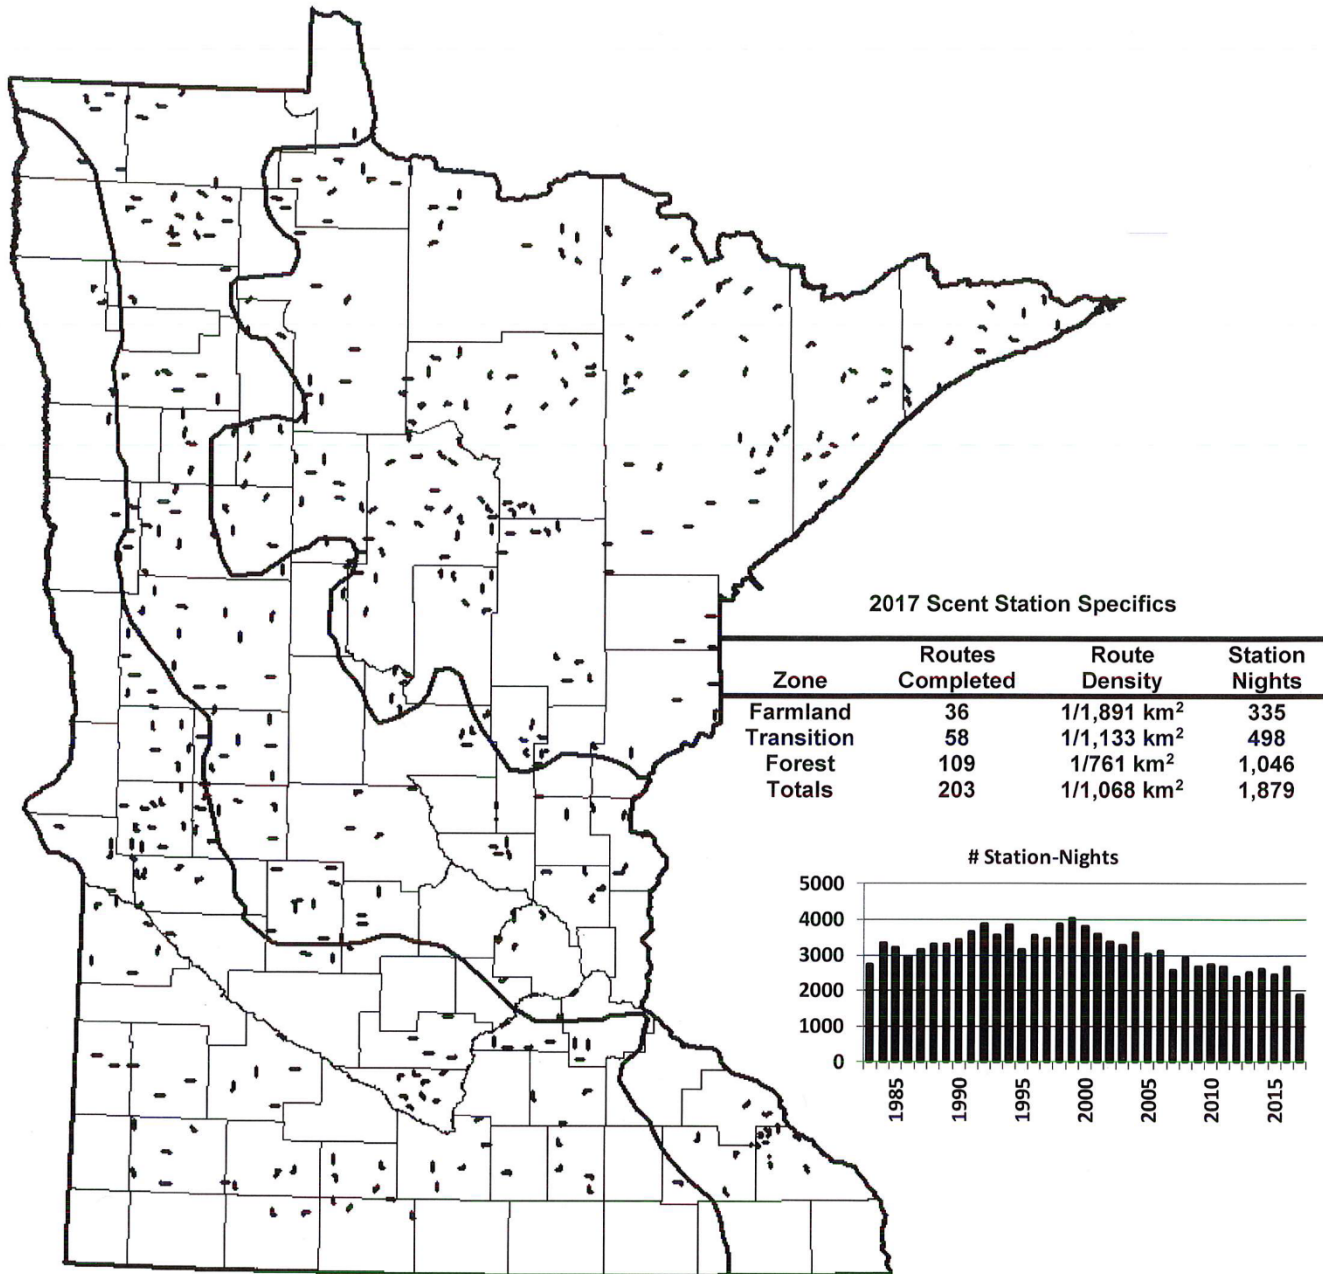 2017 Scent Station Specifics
Zone Routes Completed Route Density Station Nights
Farmland 36 1/1,891 km² 335
Transition 58 1/1,133 km² 498
Forest 109 1/761 km² 1,046
Totals 203 1/1,068 km² 1,879
# Station-Nights
5000
4000
3000
2000
1000
0
1985 1990 1995 2000 2005 2010 2015